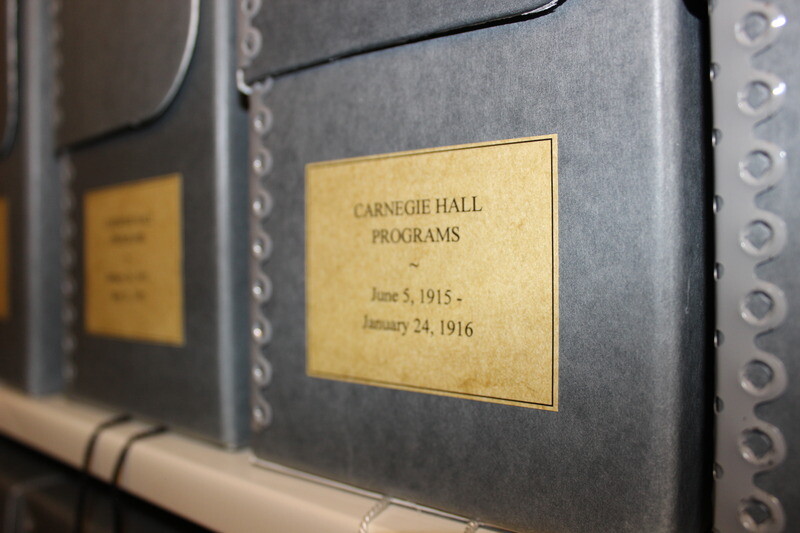 CARNEGIE HALL
PROGRAMS
~
June 5, 1915 -
January 24, 1916